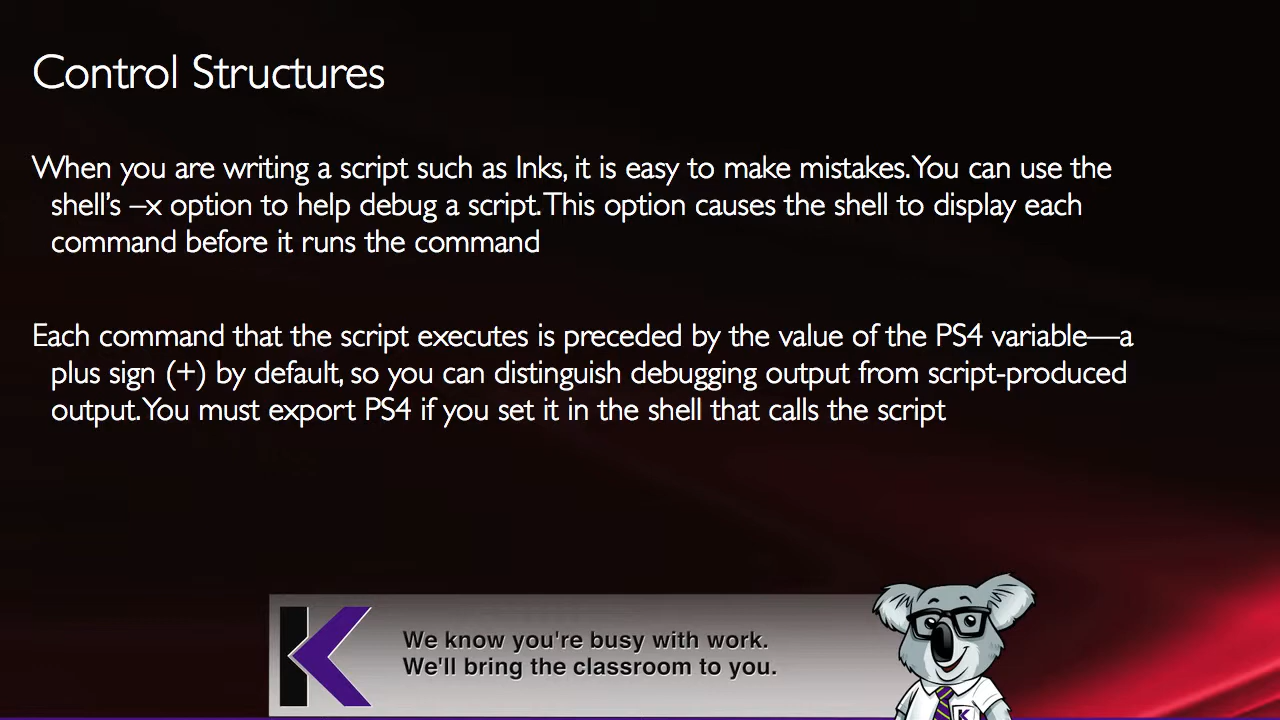 Control Structures
When you are writing a script such as lnks, it is easy to make mistakes. You can use the
shell's –x option to help debug a script. This option causes the shell to display each
command before it runs the command
Each command that the script executes is preceded by the value of the PS4 variable—a
plus sign (+) by default, so you can distinguish debugging output from script-produced
output. You must export PS4 if you set it in the shell that calls the script
K
We know you're busy with work.
We'll bring the classroom to you.
K